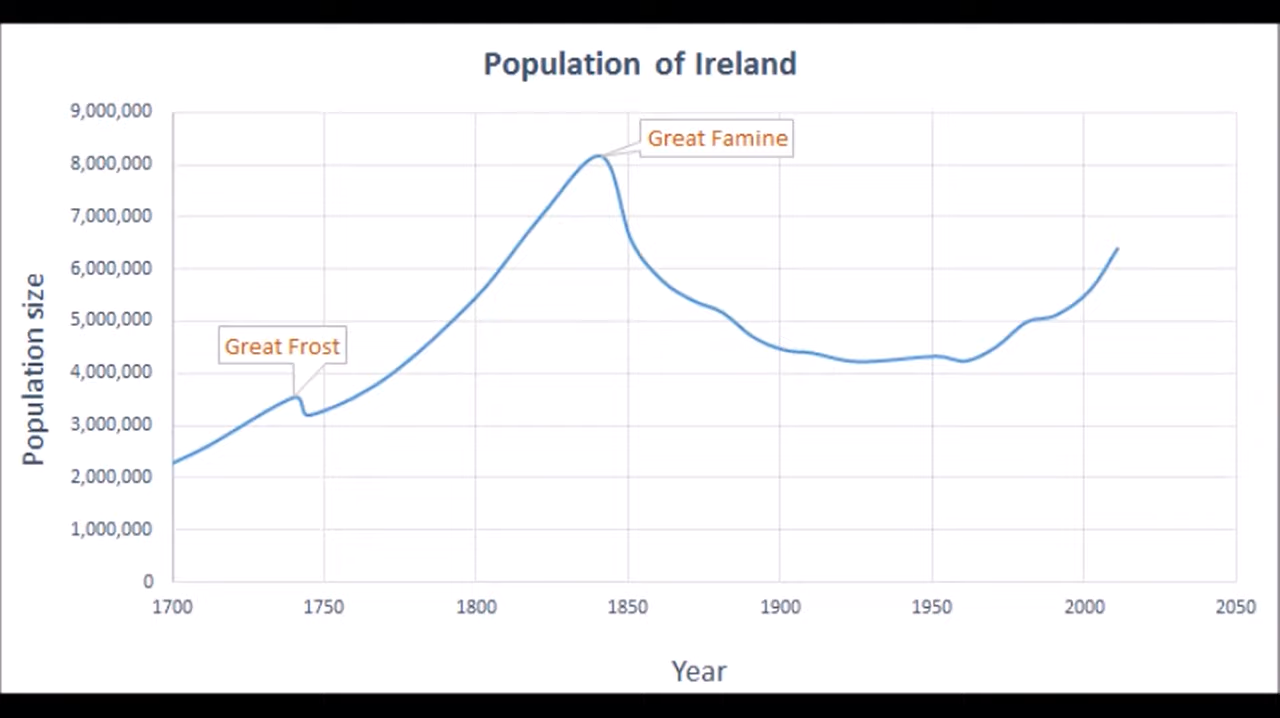 Population of Ireland
9,000,000
8,000,000
7,000,000
6,000,000
5,000,000
4,000,000
3,000,000
2,000,000
1,000,000
0
Population size
Great Famine
Great Frost
1700 1750 1800 1850 1900 1950 2000 2050
Year